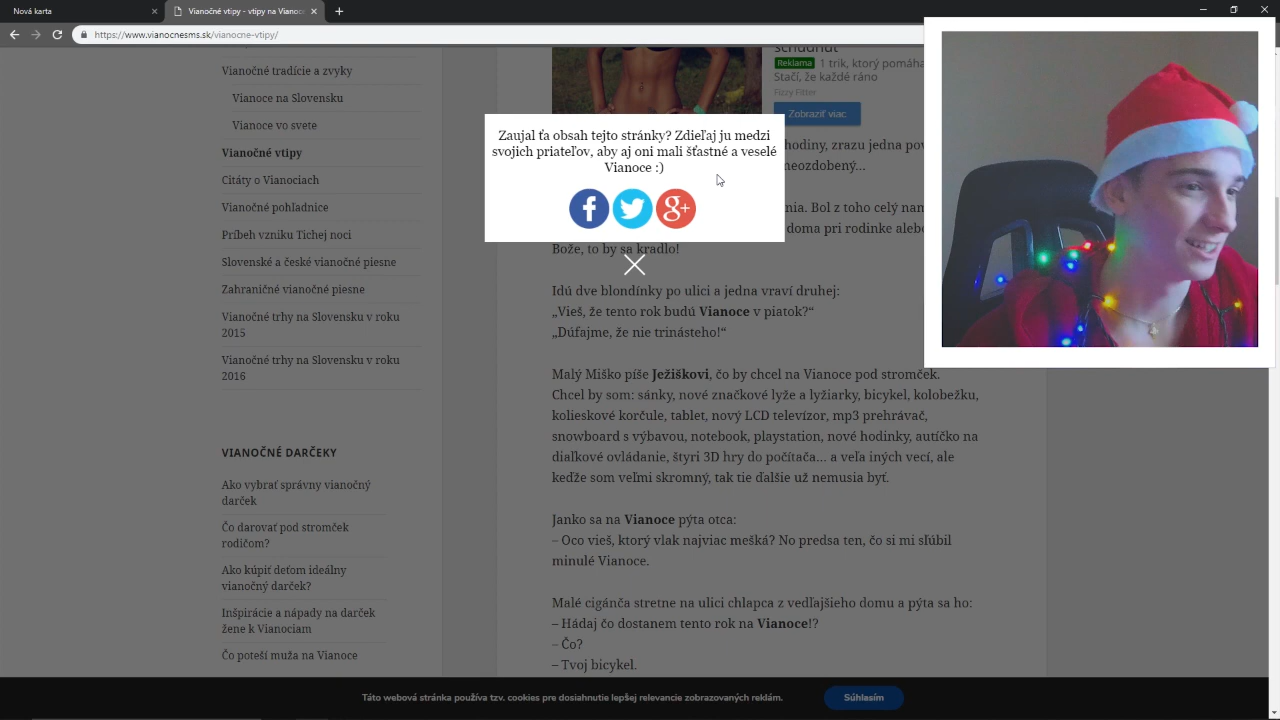 Nová karta
Vianočné vtipy -
https://www.vianocnesms.sk/vianocne-vtipy/
Vianočné tradície a zvyky
Vianoce na Slovensku
Vianoce vo svete
Vianočné vtipy
Citáty o Vianociach
Vianočné pohľadnice
Príbeh vzniku Tichej noci
Slovenské a české vianočné piesne
Zahraničné vianočné piesne
Vianočné trhy na Slovensku v roku
2015
Vianočné trhy na Slovensku v roku
2016
VIANOČNÉ DARČEKY
Ako vybrať správny vianočný
darček
Čo darovať pod stromček
rodičom?
Ako kúpiť deťom ideálny
vianočný darček?
Inšpirácie a nápady na darček
žene k Vianociam
Čo poteší muža na Vianoce
schudnúť
Reklama 1 trik, ktorý pomáha
Stačí, že každé ráno
Fizzy Fitter
Zobraziť viac
Zaujal ťa obsah tejto stránky? Zdieľaj ju medzi
svojich priateľov, aby aj oni mali šťastné a veselé
Vianoce :)
f
g+
hodiny, zrazu jedna
neozdobený…
Bol z toho celý
doma pri rodinke
Bože, to by sa kradlo!
Idú dve blondínky po ulici a jedna vraví druhej:
„Vieš, že tento rok budú Vianoce v piatok?“
„Dúfajme, že nie trinásteho!“
Malý Miško píše Ježiškovi, čo by chcel na Vianoce pod stromček.
Chcel by som: sánky, nové značkové lyže a lyžiarky, bicykel, kolobežku,
kolieskové korčule, tablet, nový LCD televízor, mp3 prehrávač,
snowboard s výbavou, notebook, playstation, nové hodinky, autíčko na
diaľkové ovládanie, štyri 3D hry do počítača… a veľa iných vecí, ale
keďže som veľmi skromný, tak tie ďalšie už nemusia byť.
Janko sa na Vianoce pýta otca:
– Oco vieš, ktorý vlak najviac mešká? No predsa ten, čo si mi sľúbil
minulé Vianoce.
Malé cigánča stretne na ulici chlapca z vedľajšieho domu a pýta sa ho:
– Hádaj čo dostanem tento rok na Vianoce!?
– Čo?
– Tvoj bicykel.
Táto webová stránka používa tzv. cookies pre dosiahnutie lepšej relevancie zobrazovaných reklám.
Súhlasím